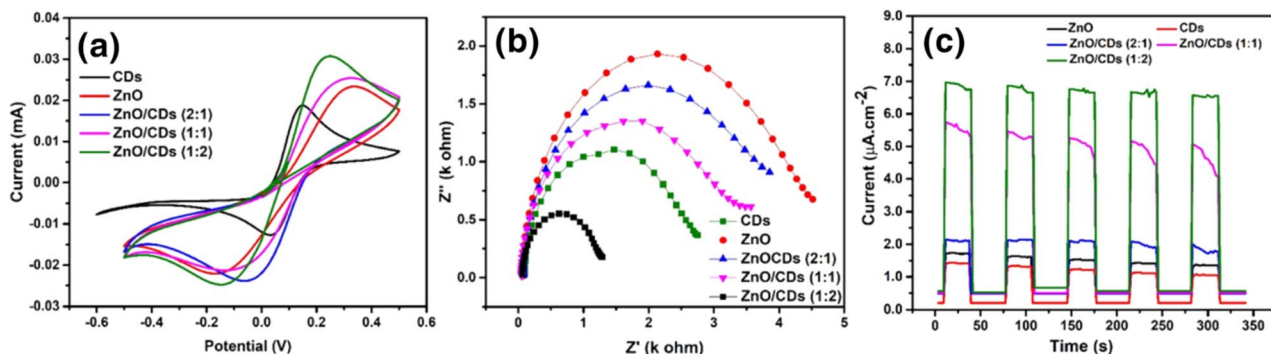 (a)
CDs
ZnO
ZnO/CDs (2:1)
ZnO/CDs (1:1)
ZnO/CDs (1:2)
0.04
0.03
0.02
0.01
0.00
-0.01
-0.02
-0.03
Current (mA)
-0.6 -0.4 -0.2 0.0 0.2 0.4 0.6
Potential (V)
(b)
2.0
1.5
1.0
0.5
0.0
Z'' (k ohm)
CDs
ZnO
ZnOCDs (2:1)
ZnO/CDs (1:1)
ZnO/CDs (1:2)
0 1 2 3 4 5
Z' (k ohm)
(c)
ZnO CDs
ZnO/CDs (2:1) ZnO/CDs (1:1)
ZnO/CDs (1:2)
9.0
8.0
7.0
6.0
5.0
4.0
3.0
2.0
1.0
0.0
Current (μA.cm-2)
0 50 100 150 200 250 300 350
Time (s)